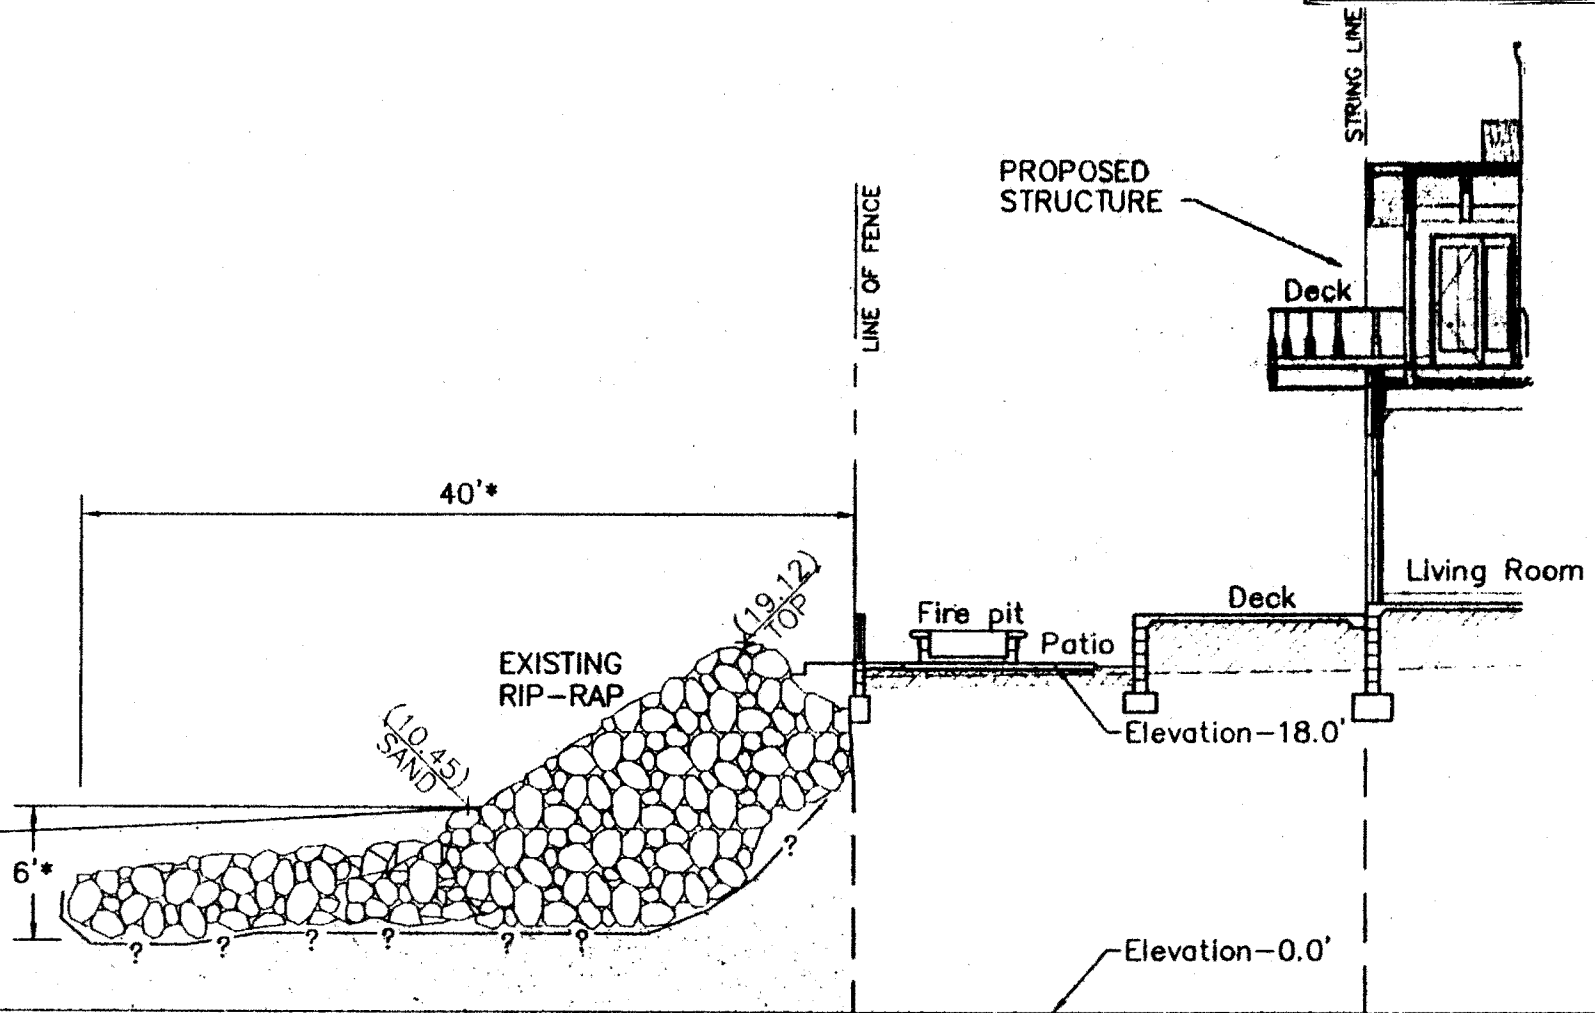 STRING LINE
PROPOSED
STRUCTURE
LINE OF FENCE
Deck
40'*
(19.12)
TOP
Living Room
Deck
Fire pit
Patio
EXISTING
RIP-RAP
(10.45)
SAND
Elevation-18.0'
6'*
?
? ? ? ? ? ?
Elevation-0.0'